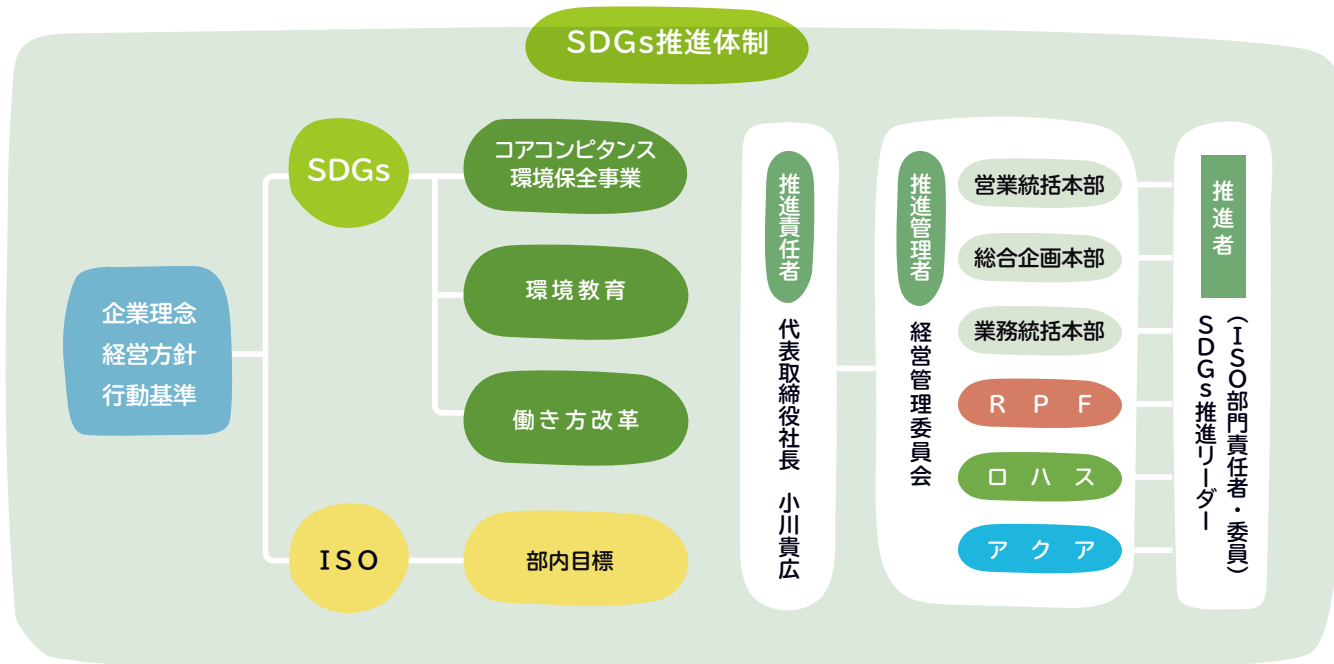 SDGs推進体制
企業理念
経営方針
行動基準
SDGs
コアコンピタンス
環境保全事業
環境教育
働き方改革
ISO
部内目標
推進責任者
代表取締役社長　小川貴広
推進管理者
経営管理委員会
営業統括本部
総合企画本部
業務統括本部
RPF
ロハス
アクア
推進者
(ISO部門責任者・委員)
SDGs推進リーダー